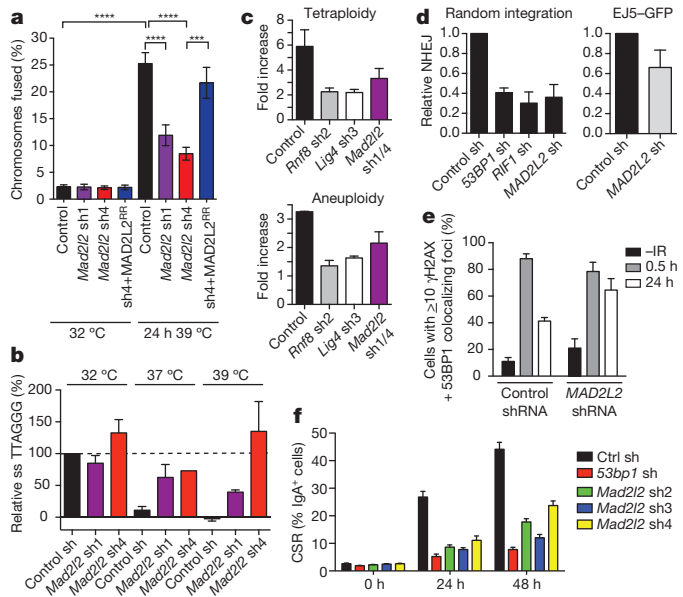 a
****
****
****
***
Chromosomes fused (%)
30
25
20
15
10
5
0
Control
Mad2l2 sh1
Mad2l2 sh4
sh4+MAD2L2RR
Control
Mad2l2 sh1
Mad2l2 sh4
sh4+MAD2L2RR
32 ºC
24 h 39 ºC
b
32 ºC
37 ºC
39 ºC
Relative ss TTAGGG (%)
200
150
100
50
0
Control sh
Mad2l2 sh1
Mad2l2 sh4
Control sh
Mad2l2 sh1
Mad2l2 sh4
Control sh
Mad2l2 sh1
Mad2l2 sh4
c
Tetraploidy
Fold increase
8
6
4
2
0
Control
Rnf8 sh2
Lig4 sh3
Mad2l2 sh1/4
Aneuploidy
Fold increase
3
2
1
0
Control
Rnf8 sh2
Lig4 sh3
Mad2l2 sh1/4
d
Random integration
EJ5–GFP
Relative NHEJ
1.0
0.8
0.6
0.4
0.2
0
Control sh
53BP1 sh
RIF1 sh
MAD2L2 sh
1.0
0.8
0.6
0.4
0.2
0
Control sh
MAD2L2 sh
e
Cells with ≥10 γH2AX
+ 53BP1 colocalizing foci (%)
100
80
60
40
20
0
–IR
0.5 h
24 h
Control shRNA
MAD2L2 shRNA
f
CSR (% IgA+ cells)
50
40
30
20
10
0
0 h
24 h
48 h
Ctrl sh
53bp1 sh
Mad2l2 sh2
Mad2l2 sh3
Mad2l2 sh4